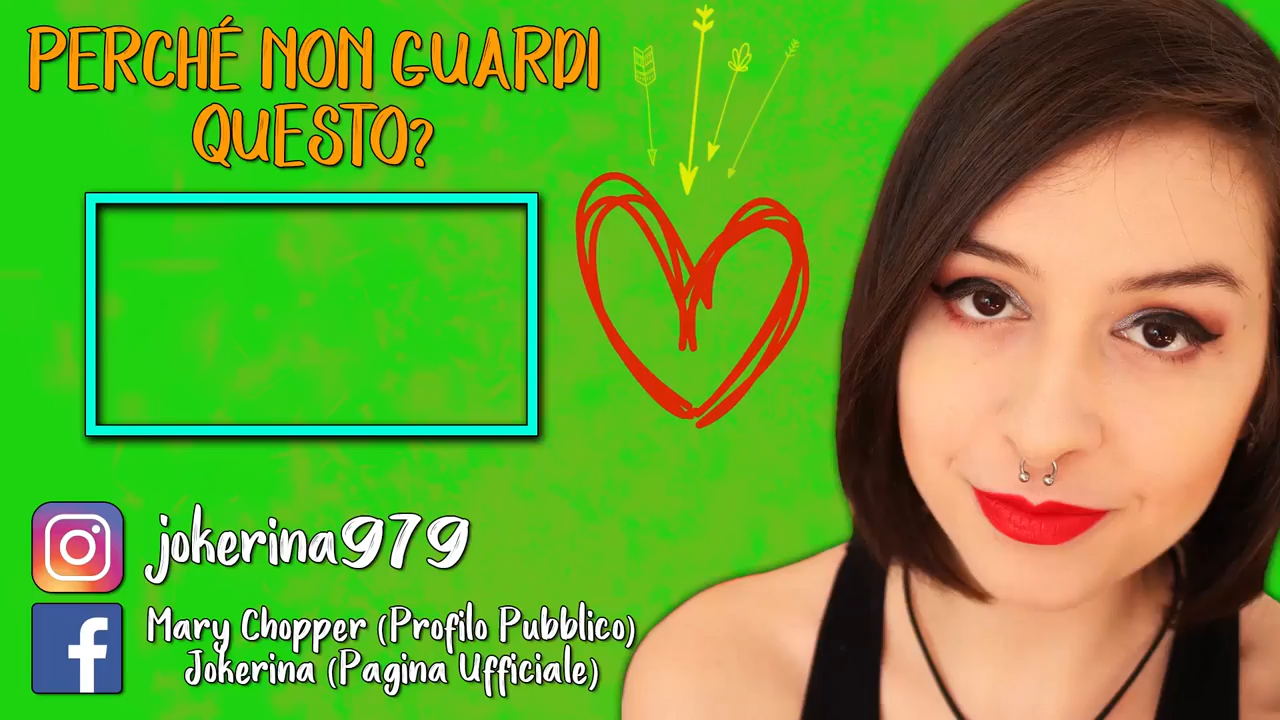 PERCHÉ NON GUARDI
QUESTO?
jokerina979
Mary Chopper (Profilo Pubblico)
Jokerina (Pagina Ufficiale)